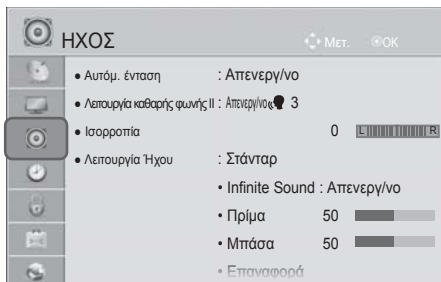 ΗΧΟΣ Μετ. OK
● Αυτόμ. ένταση : Απενεργ/νο
● Λειτουργία καθαρής φωνής II : Απενεργ/νο 3
● Ισορροπία 0 L R
● Λειτουργία Ήχου : Στάνταρ
• Infinite Sound : Απενεργ/νο
• Πρίμα 50
• Μπάσα 50
• Επαναφορά